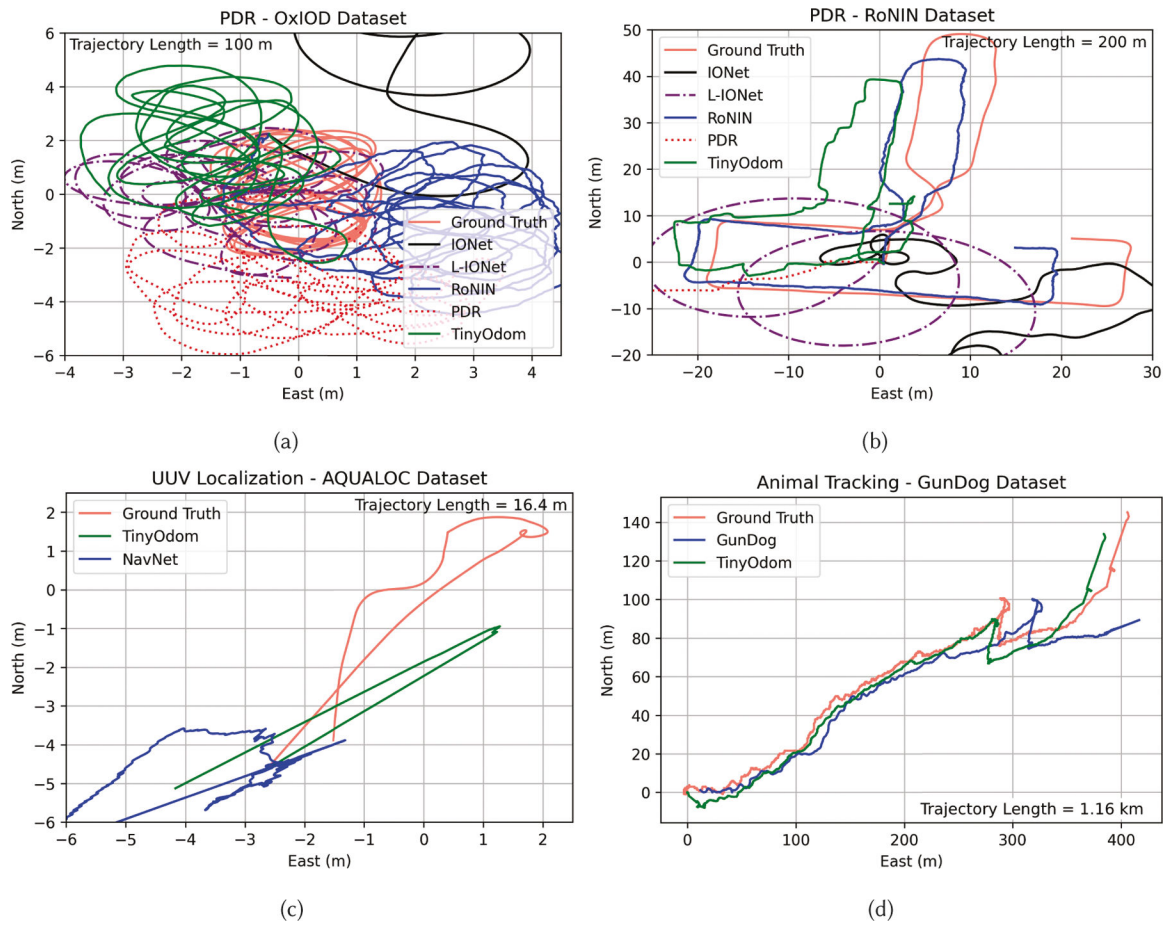 PDR - OxIOD Dataset
Trajectory Length = 100 m
North (m)
6
4
2
0
−2
−4
−6
Ground Truth
IONet
L-IONet
RoNIN
PDR
TinyOdom
−4
−3
−2
−1
0
1
2
3
4
East (m)
(a)
PDR - RoNIN Dataset
Trajectory Length = 200 m
Ground Truth
IONet
L-IONet
RoNIN
PDR
TinyOdom
North (m)
50
40
30
20
10
0
−10
−20
−20
−10
0
10
20
30
East (m)
(b)
UUV Localization - AQUALOC Dataset
Trajectory Length = 16.4 m
Ground Truth
TinyOdom
NavNet
North (m)
2
1
0
−1
−2
−3
−4
−5
−6
−6
−5
−4
−3
−2
−1
0
1
2
East (m)
(c)
Animal Tracking - GunDog Dataset
Ground Truth
GunDog
TinyOdom
North (m)
140
120
100
80
60
40
20
0
Trajectory Length = 1.16 km
0
100
200
300
400
East (m)
(d)